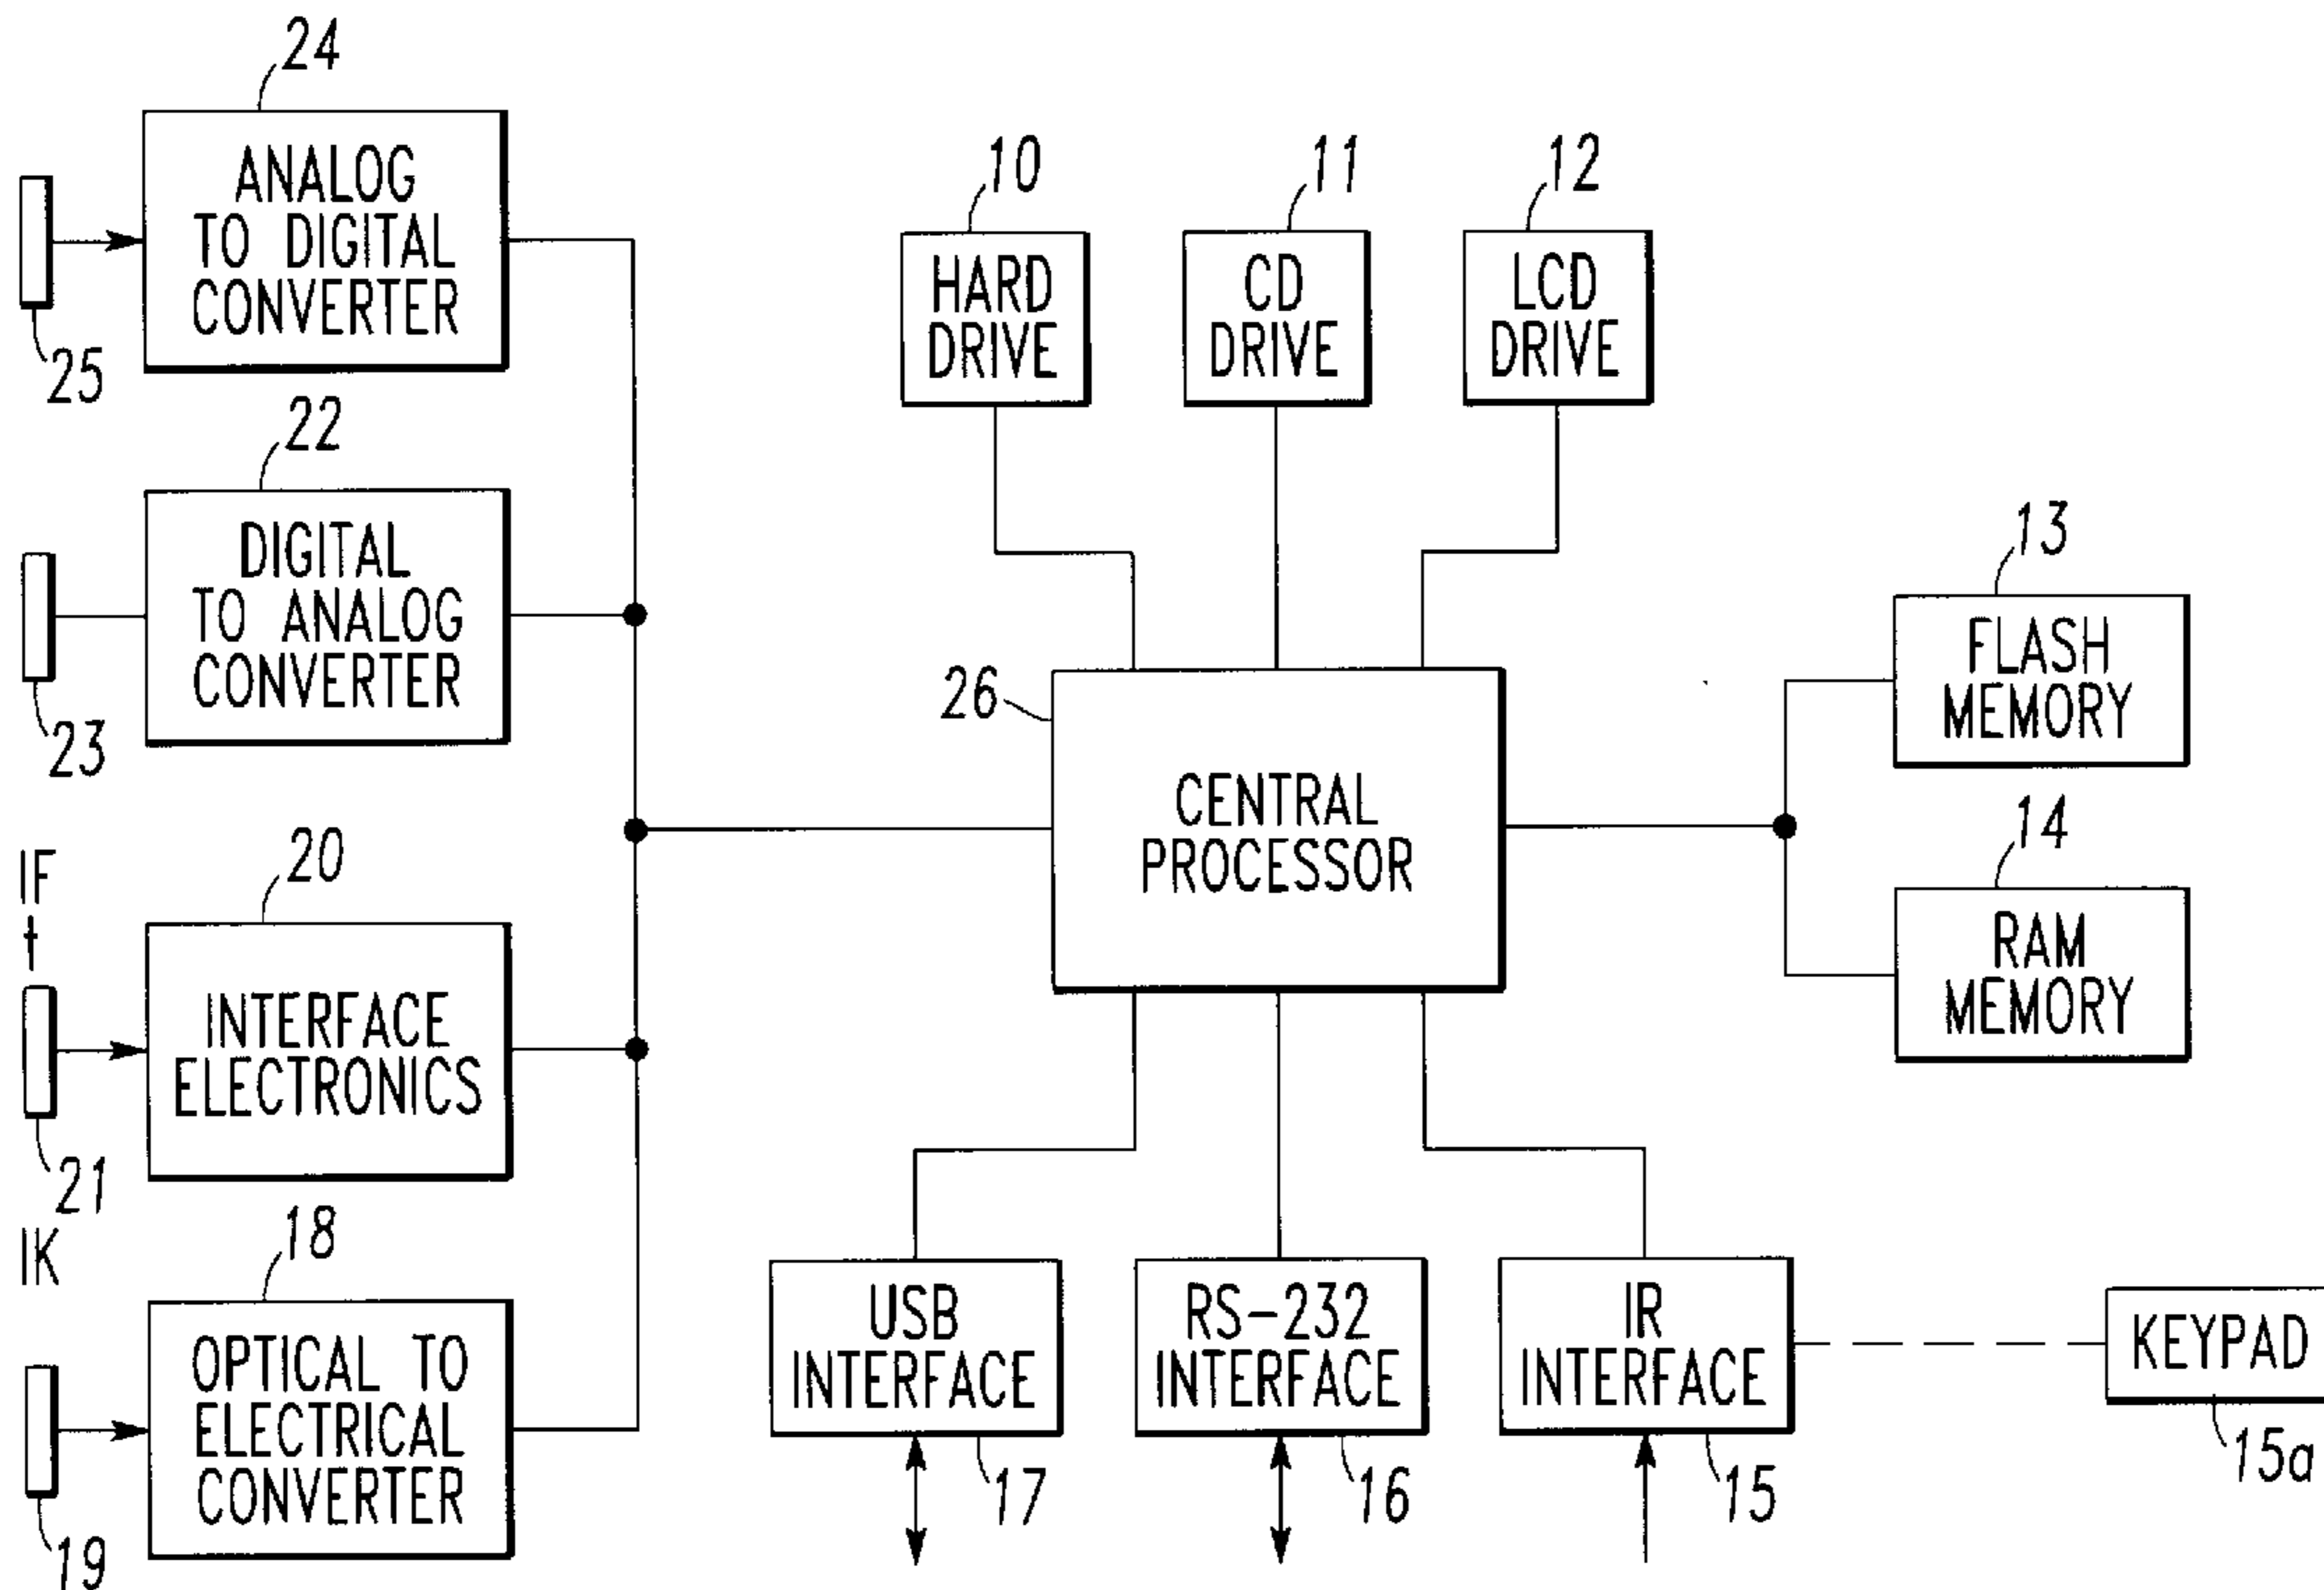 24
ANALOG
TO DIGITAL
CONVERTER
25
22
DIGITAL
TO ANALOG
CONVERTER
23
IF
t
20
INTERFACE
ELECTRONICS
21
IK
18
OPTICAL TO
ELECTRICAL
CONVERTER
19
10
HARD
DRIVE
11
CD
DRIVE
12
LCD
DRIVE
26
CENTRAL
PROCESSOR
13
FLASH
MEMORY
14
RAM
MEMORY
USB
INTERFACE
17
RS-232
INTERFACE
16
IR
INTERFACE
15
KEYPAD
15a